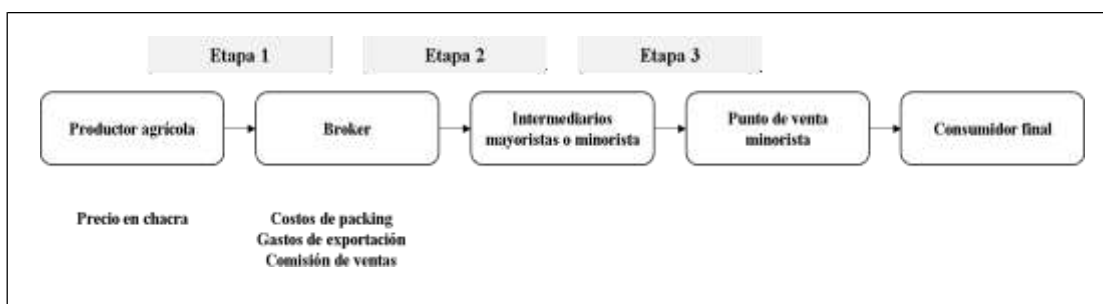 Etapa 1
Etapa 2
Etapa 3
Productor agrícola
Broker
Intermediarios
mayoristas o minorista
Punto de venta
minorista
Consumidor final
Precio en chacra
Costos de packing
Gastos de exportación
Comisión de ventas